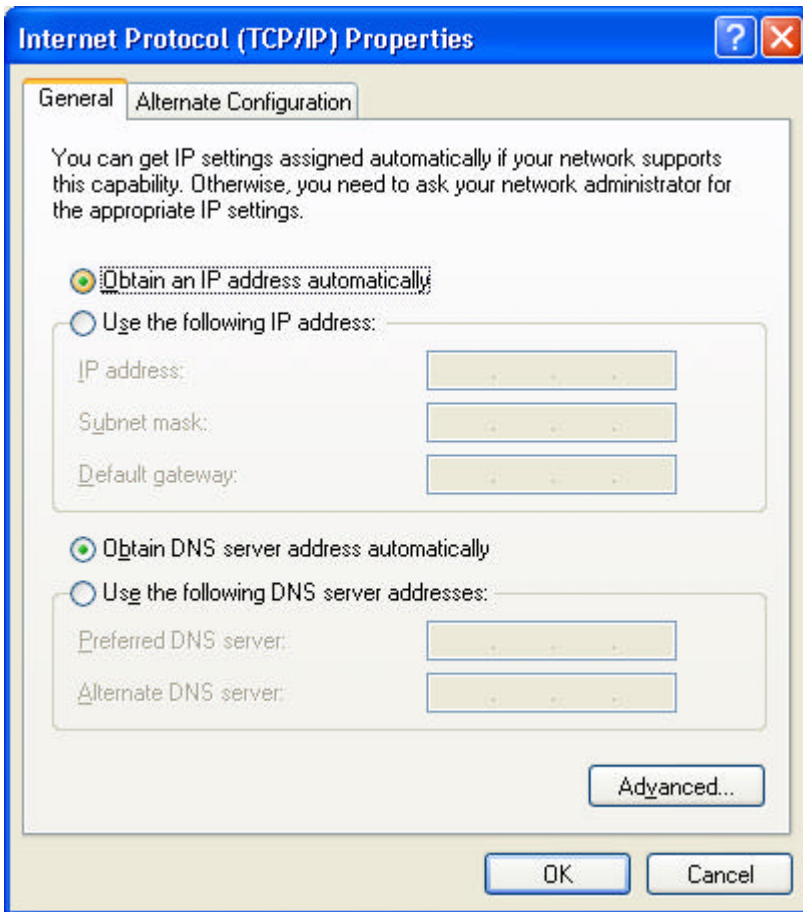 Internet Protocol (TCP/IP) Properties
?
General
Alternate Configuration
You can get IP settings assigned automatically if your network supports
this capability. Otherwise, you need to ask your network administrator for
the appropriate IP settings.
Obtain an IP address automatically
Use the following IP address:
IP address:
Subnet mask:
Default gateway:
Obtain DNS server address automatically
Use the following DNS server addresses:
Preferred DNS server:
Alternate DNS server:
Advanced...
OK
Cancel